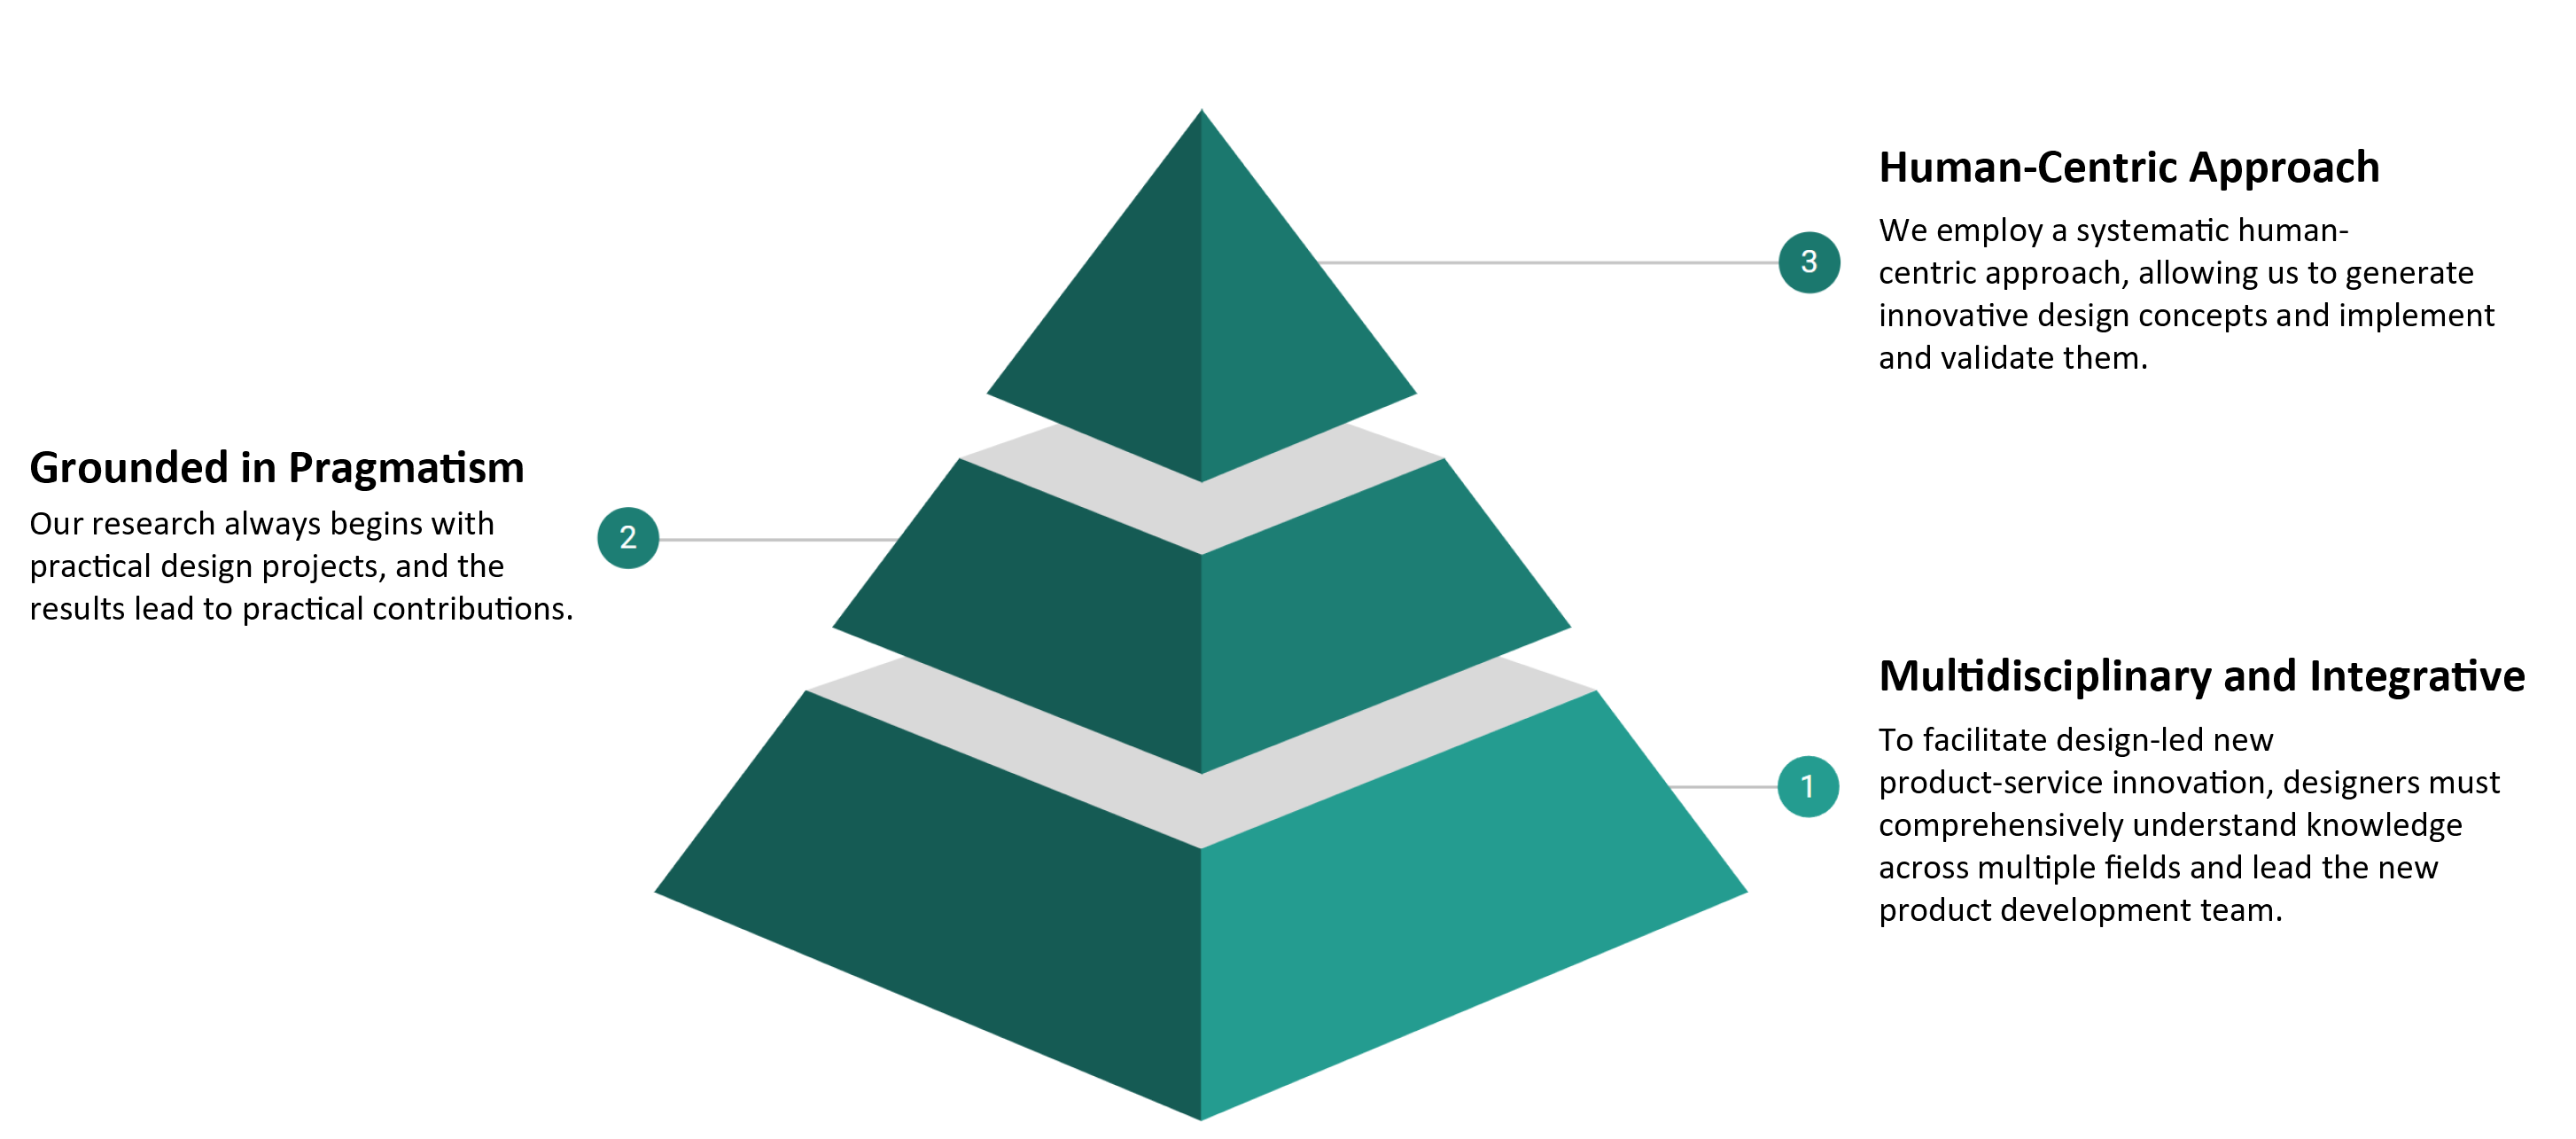 Human-Centric Approach
3
We employ a systematic human-
centric approach, allowing us to generate
innovative design concepts and implement
and validate them.
Grounded in Pragmatism
2
Our research always begins with
practical design projects, and the
results lead to practical contributions.
Multidisciplinary and Integrative
1
To facilitate design-led new
product-service innovation, designers must
comprehensively understand knowledge
across multiple fields and lead the new
product development team.